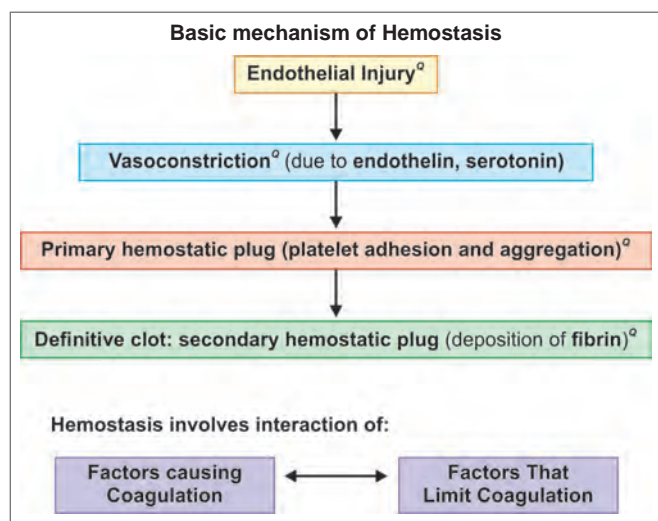 Basic mechanism of Hemostasis
Endothelial Injury^Q
Vasoconstriction^Q (due to endothelin, serotonin)
Primary hemostatic plug (platelet adhesion and aggregation)^Q
Definitive clot: secondary hemostatic plug (deposition of fibrin)^Q
Hemostasis involves interaction of:
Factors causing
Coagulation
Factors That
Limit Coagulation